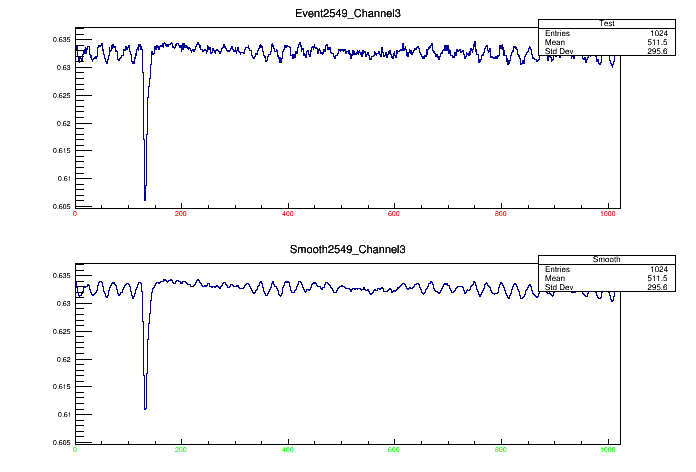 Event2549_Channel3
Test
Entries 1024
Mean 511.5
Std Dev 295.6
0.635
0.63
0.625
0.62
0.615
0.61
0.605
0 200 400 600 800 1000
Smooth2549_Channel3
Smooth
Entries 1024
Mean 511.5
Std Dev 295.6
0.635
0.63
0.625
0.62
0.615
0.61
0.605
0 200 400 600 800 1000